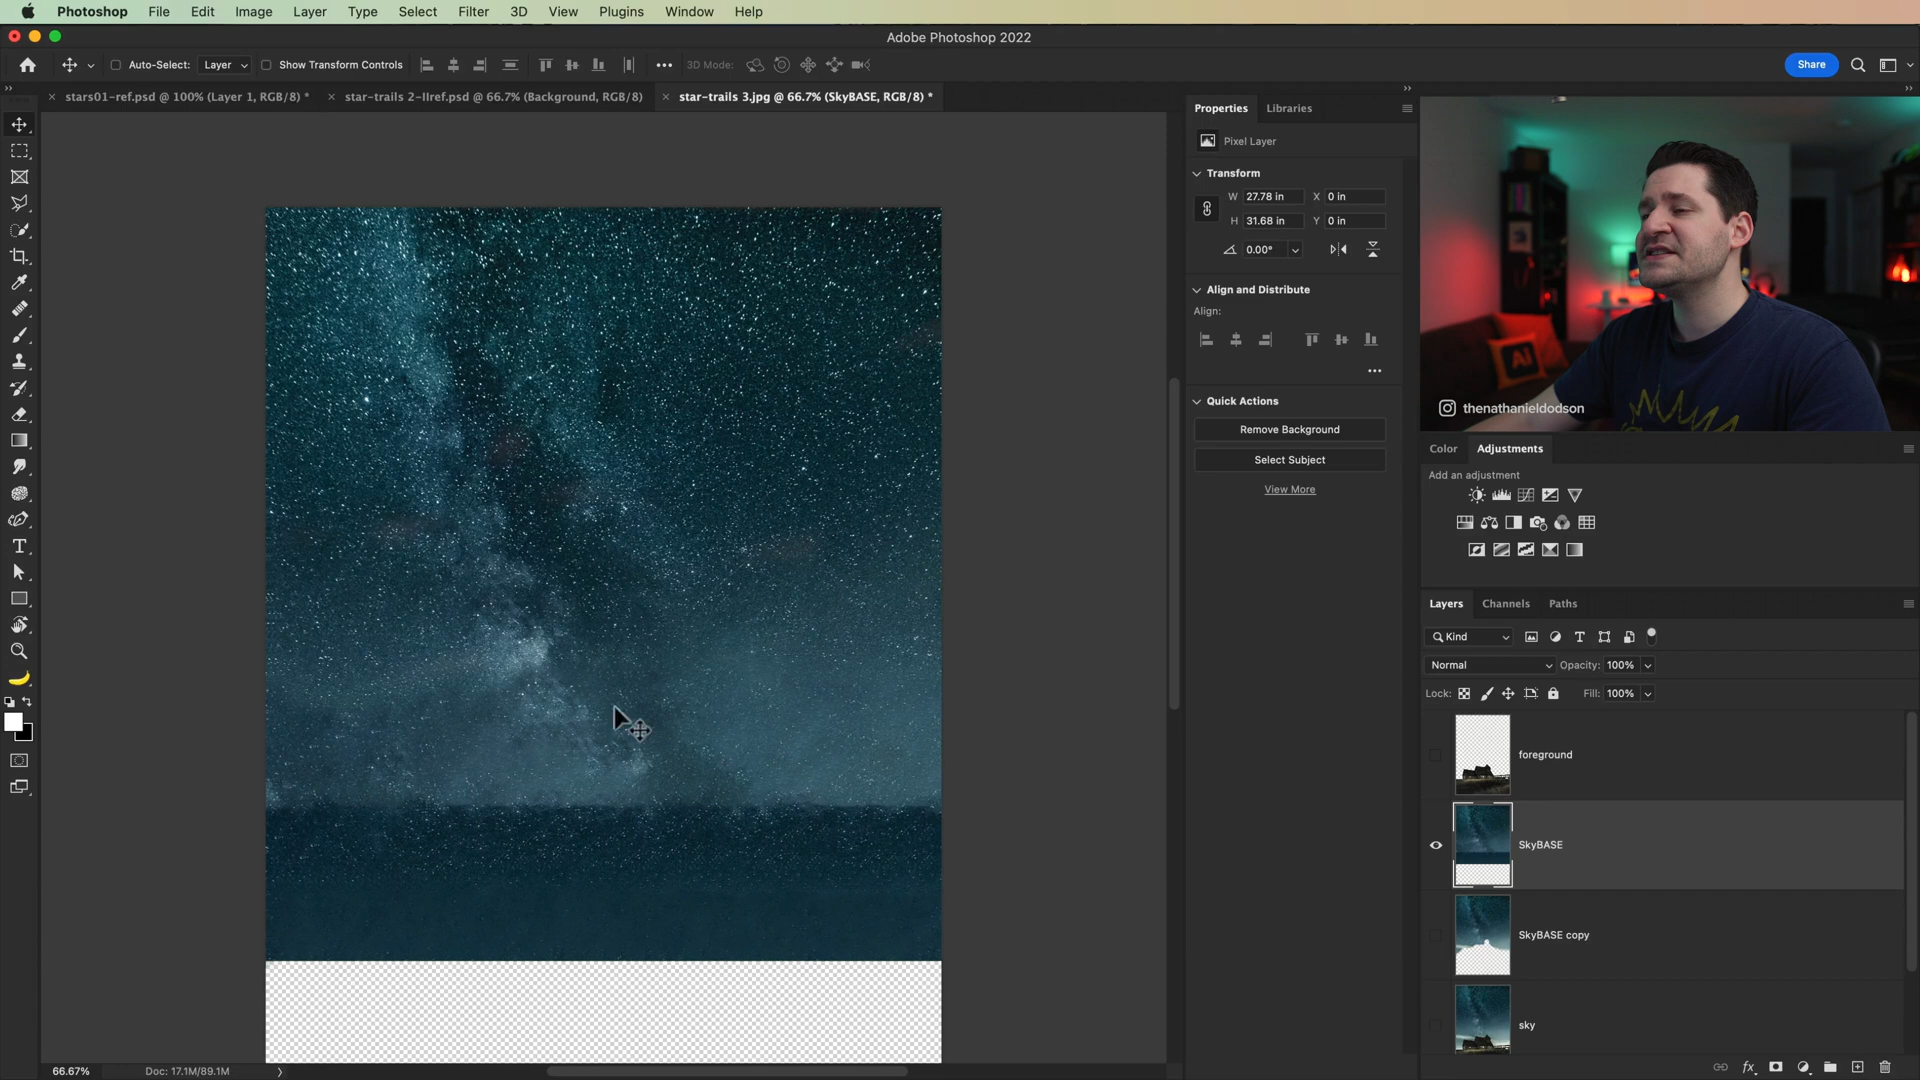 Photoshop File Edit Image Layer Type Select Filter 3D View Plugins Window Help
Adobe Photoshop 2022
Auto-Select: Layer Show Transform Controls 3D Mode: Share
stars01-ref.psd @ 100% (Layer 1, RGB/8) * star-trails 2-IIref.psd @ 66.7% (Background, RGB/8) star-trails 3.jpg @ 66.7% (SkyBASE, RGB/8) *
Properties Libraries
Pixel Layer
Transform
W 27.78 in X 0 in
H 31.68 in Y 0 in
0.00°
Align and Distribute
Align:
Quick Actions
Remove Background
Select Subject
View More
Ai
thenathanieldodson
Color Adjustments
Add an adjustment
Layers Channels Paths
Kind
Normal Opacity: 100%
Lock: Fill: 100%
foreground
SkyBASE
SkyBASE copy
sky
fx
66.67% Doc: 17.1M/89.1M